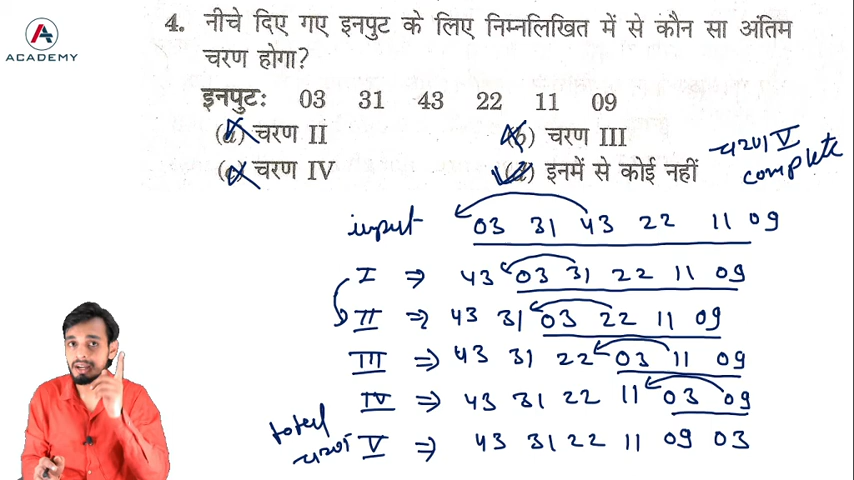 A
ACADEMY
4. नीचे दिए गए इनपुट के लिए निम्नलिखित में से कौन सा अंतिम
चरण होगा?
इनपुटः 03 31 43 22 11 09
(a) चरण II (b) चरण III
(c) चरण IV (d) इनमें से कोई नहीं
चरण V
complete
input 03 31 43 22 11 09
I ⇒ 43 03 31 22 11 09
II ⇒ 43 31 03 22 11 09
III ⇒ 43 31 22 03 11 09
IV ⇒ 43 31 22 11 03 09
total
चरण V ⇒ 43 31 22 11 09 03